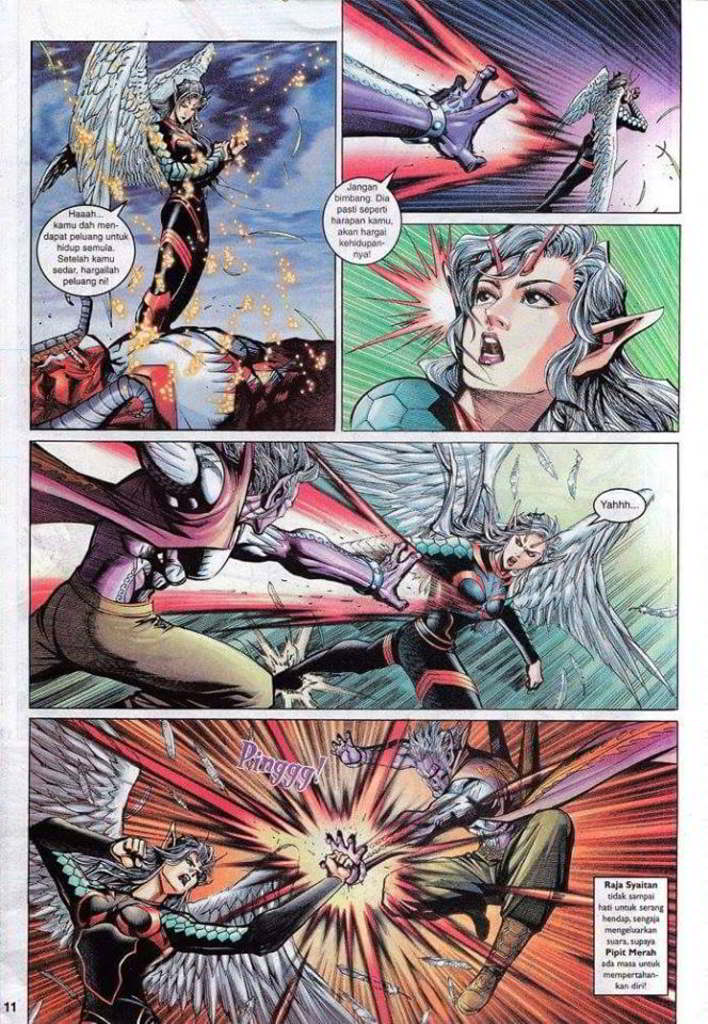 Haaah...
kamu dah men-
dapat peluang untuk
hidup semula.
Setelah kamu
sedar, hargailah
peluang ni!
Jangan
bimbang. Dia
pasti seperti
harapan kamu,
akan hargai
kehidupan-
nya!
Yahhh...
Pinggg!
Raja Syaitan
tidak sampai
hati untuk serang
hendap, sengaja
mengeluarkan
suara, supaya
Pipit Merah
ada masa untuk
mempertahan-
kan diri!
11